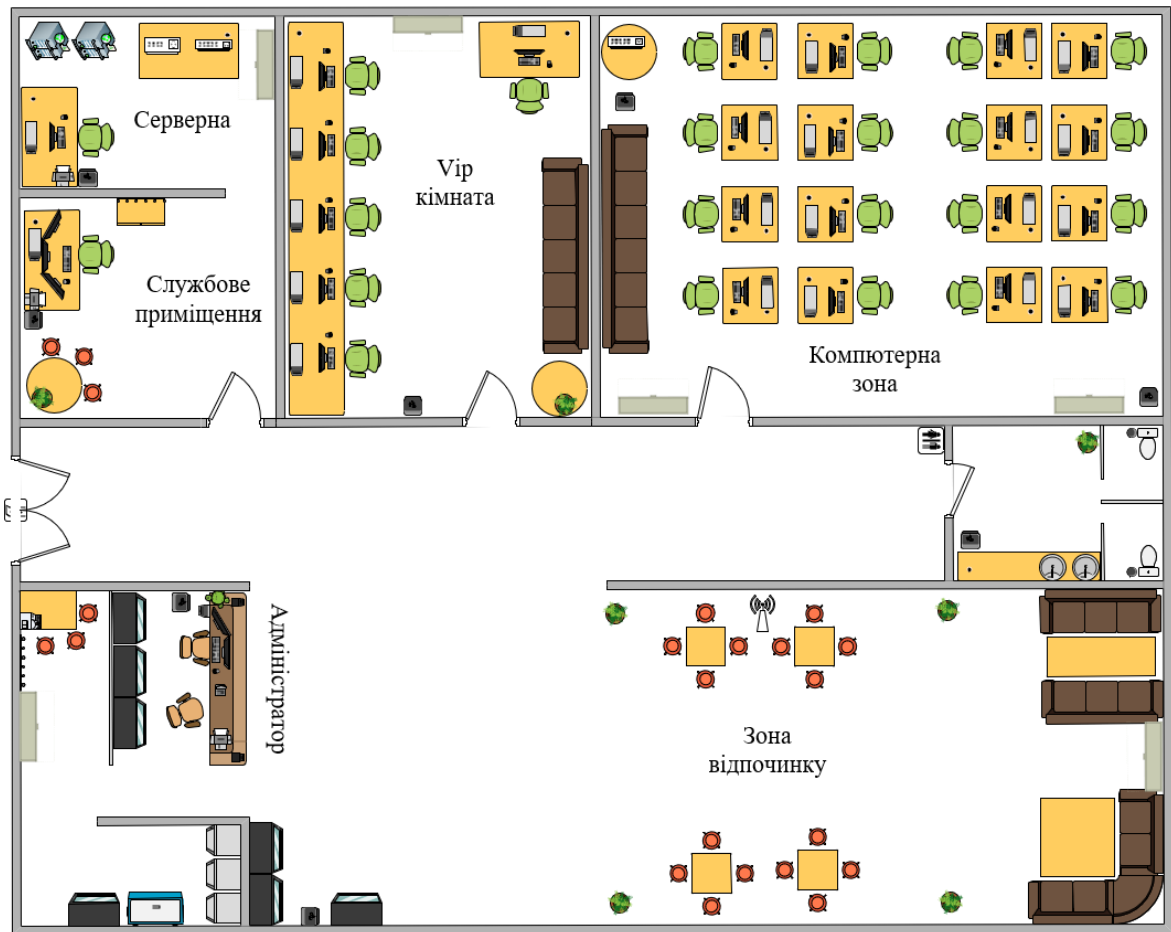 Серверна
Vip
кімната
Службове
приміщення
Компютерна
зона
Адміністратор
Зона
відпочинку